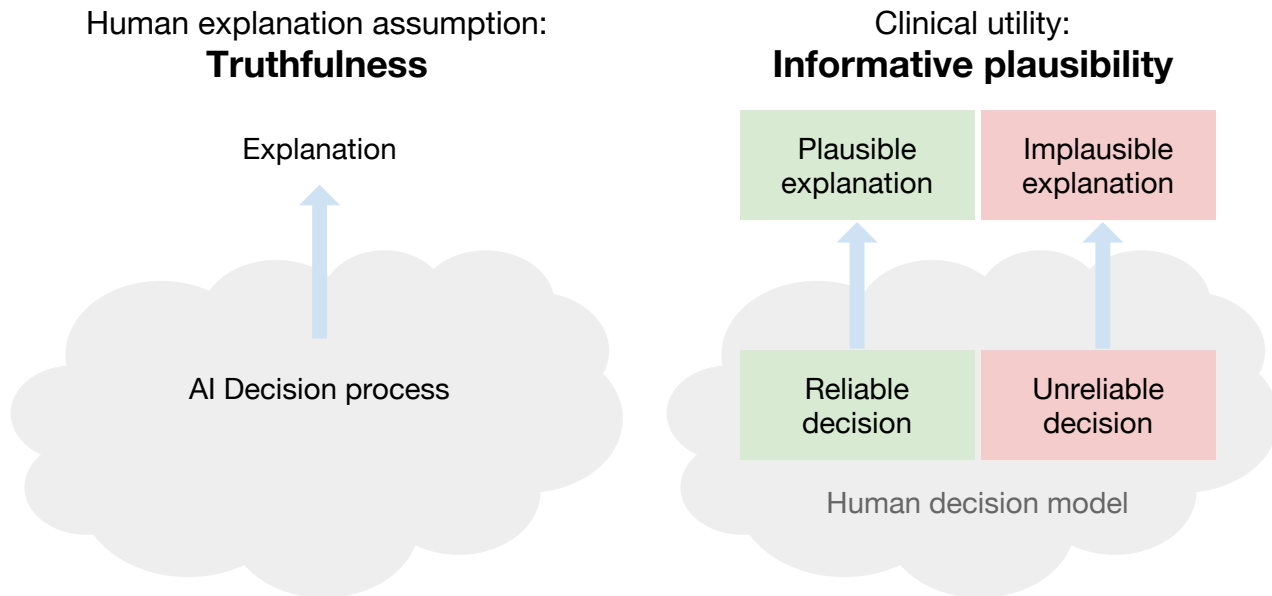 Human explanation assumption:
Truthfulness
Explanation
AI Decision process
Clinical utility:
Informative plausibility
Plausible
explanation
Implausible
explanation
Reliable
decision
Unreliable
decision
Human decision model